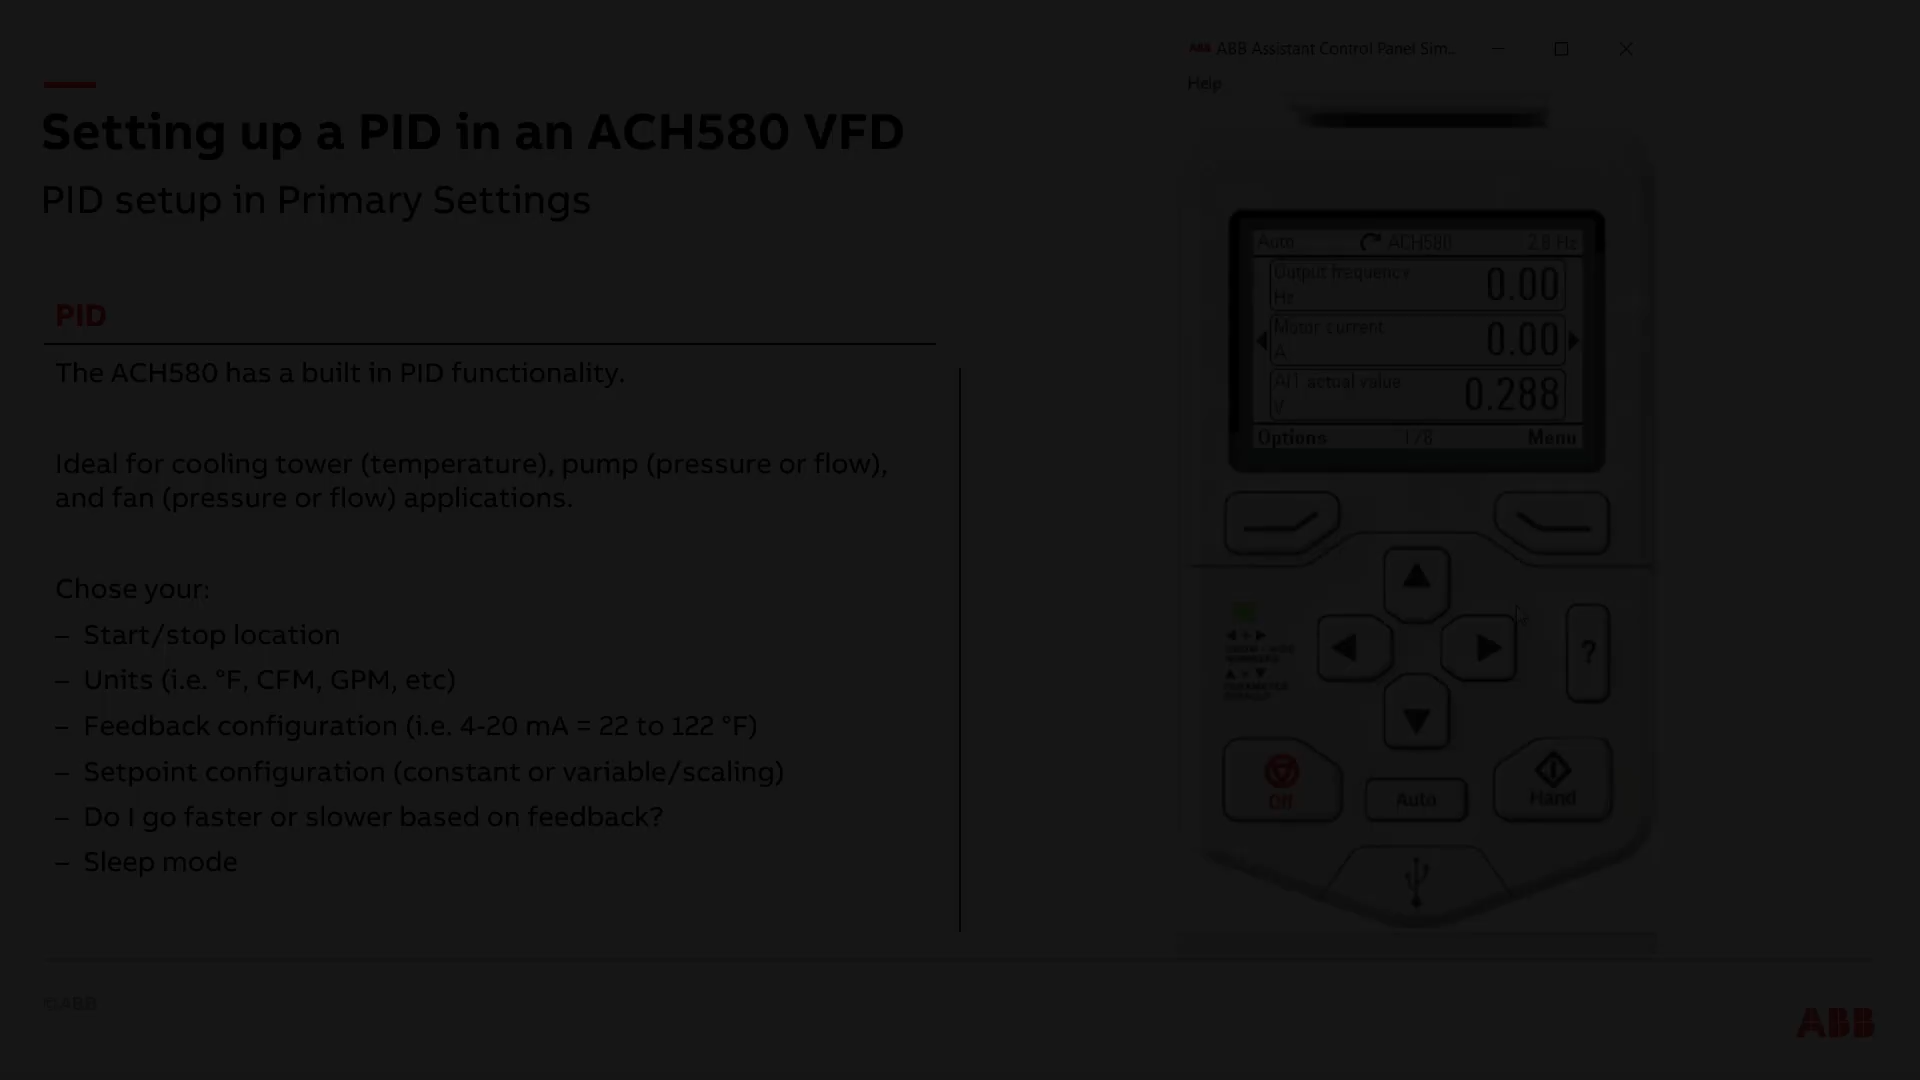 Setting up a PID in an ACH580 VFD
PID setup in Primary Settings
PID
The ACH580 has a built in PID functionality.
Ideal for cooling tower (temperature), pump (pressure or flow),
and fan (pressure or flow) applications.
Chose your:
– Start/stop location
– Units (i.e. °F, CFM, GPM, etc)
– Feedback configuration (i.e. 4-20 mA = 22 to 122 °F)
– Setpoint configuration (constant or variable/scaling)
– Do I go faster or slower based on feedback?
– Sleep mode
© ABB
ABB ABB Assistant Control Panel Sim...
Help
Auto ACH580 2.8 Hz
Output frequency
Hz
0.00
Motor current
A
0.00
AI1 actual value
V
0.288
Options 1/8 Menu
?
Off
Auto
Hand
ABB